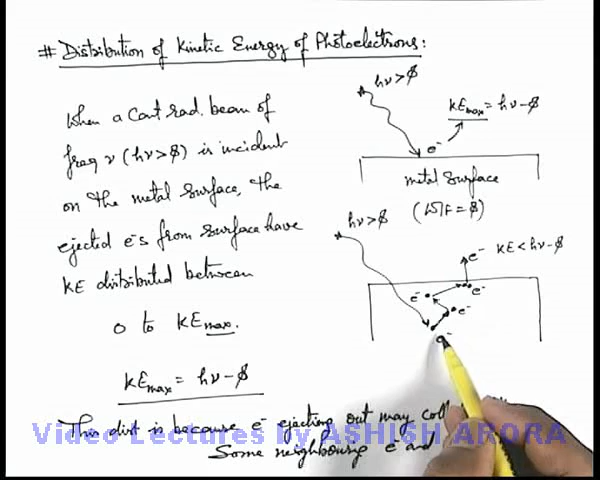 # Distribution of Kinetic Energy of Photoelectrons:
hν>φ
When a Cont rad. beam of
KEmax = hν-φ
freq ν (hν>φ) is incident
e-
on the metal surface, the
metal surface
(W/F = φ)
ejected e-s from surface have
hν>φ
KE distributed between
e- KE < hν-φ
0 to KEmax.
e- e-
e-
e-
KEmax = hν-φ
This dist is because e- ejecting out may
Some neighbouring e- and
Video Lectures by ASHISH ARORA